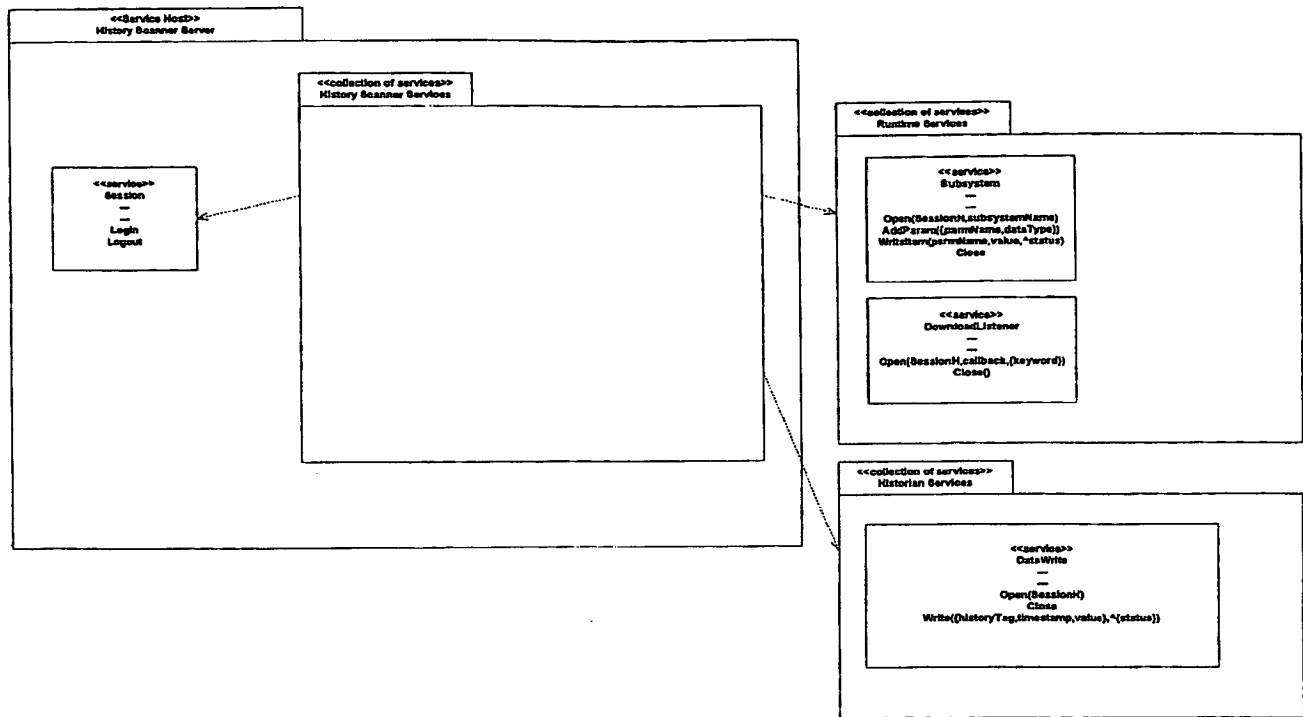 <<Service Host>>
History Scanner Server
<<collection of services>>
History Scanner Services
<<service>>
Session
---
---
Login
Logout
<<collection of services>>
Runtime Services
<<service>>
Subsystem
---
---
Open(SessionH,subsystemName)
AddParam({parmName,dataType})
WriteItem(parmName,value,^status)
Close
<<service>>
DownloadListener
---
---
Open(SessionH,callback,{keyword})
Close()
<<collection of services>>
Historian Services
<<service>>
DataWrite
---
---
Open(SessionH)
Close
Write({historyTag,timestamp,value},^{status})